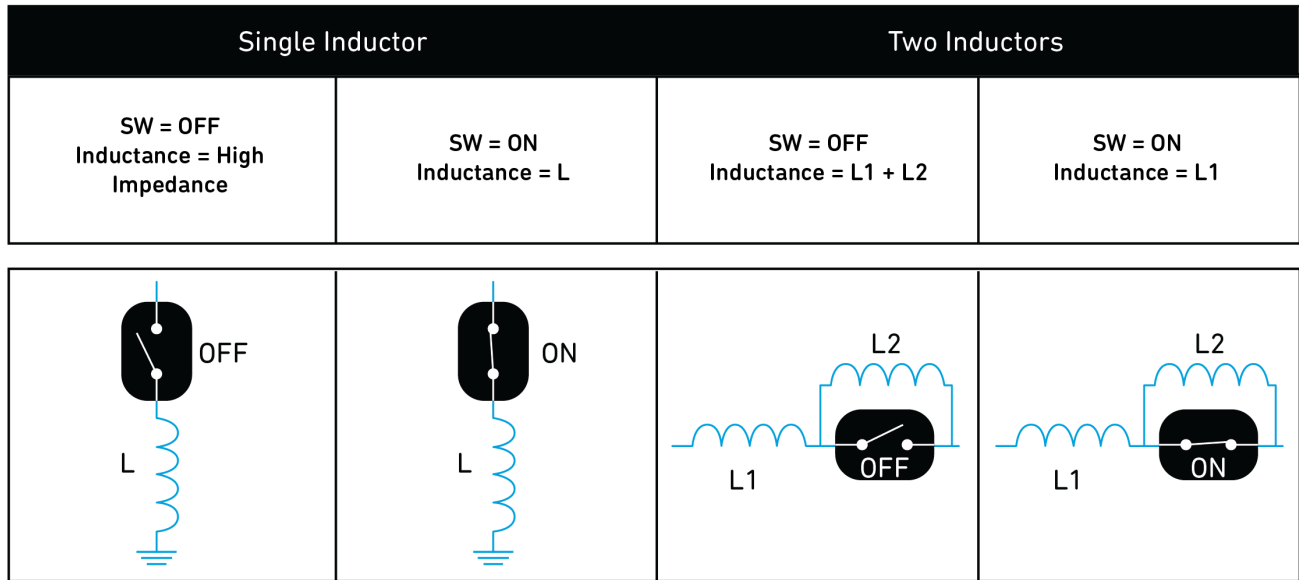 Single Inductor
Two Inductors
SW = OFF
Inductance = High
Impedance
SW = ON
Inductance = L
SW = OFF
Inductance = L1 + L2
SW = ON
Inductance = L1
OFF
L
ON
L
L2
OFF
L1
L2
ON
L1